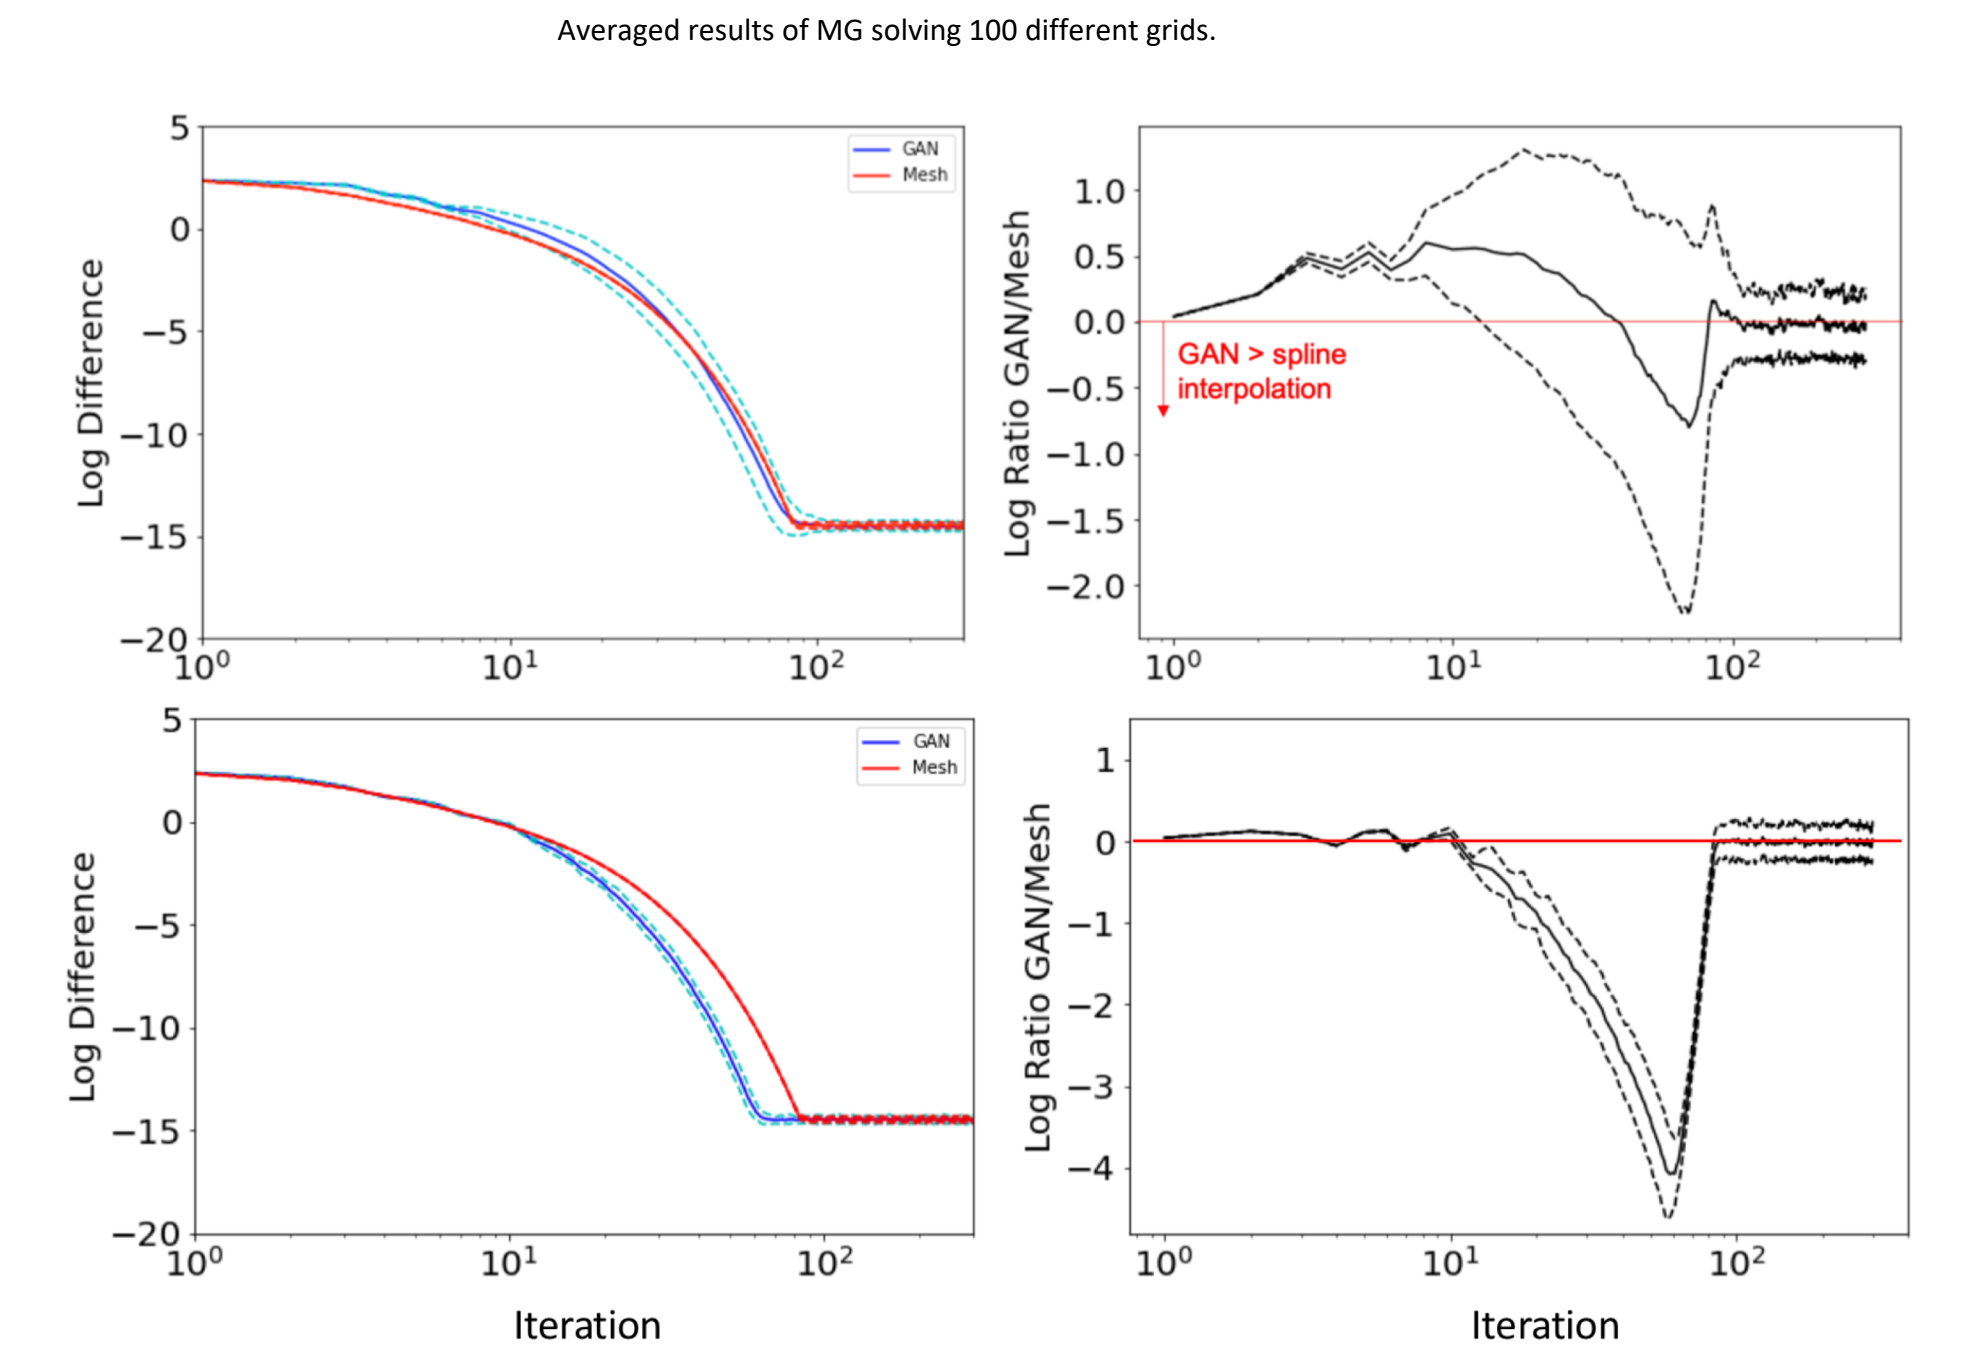 Averaged results of MG solving 100 different grids.
5
0
−5
−10
−15
−20
Log Difference
GAN
Mesh
10⁰
10¹
10²
1.0
0.5
0.0
−0.5
−1.0
−1.5
−2.0
Log Ratio GAN/Mesh
GAN > spline
interpolation
10⁰
10¹
10²
5
0
−5
−10
−15
−20
Log Difference
GAN
Mesh
10⁰
10¹
10²
Iteration
1
0
−1
−2
−3
−4
Log Ratio GAN/Mesh
10⁰
10¹
10²
Iteration